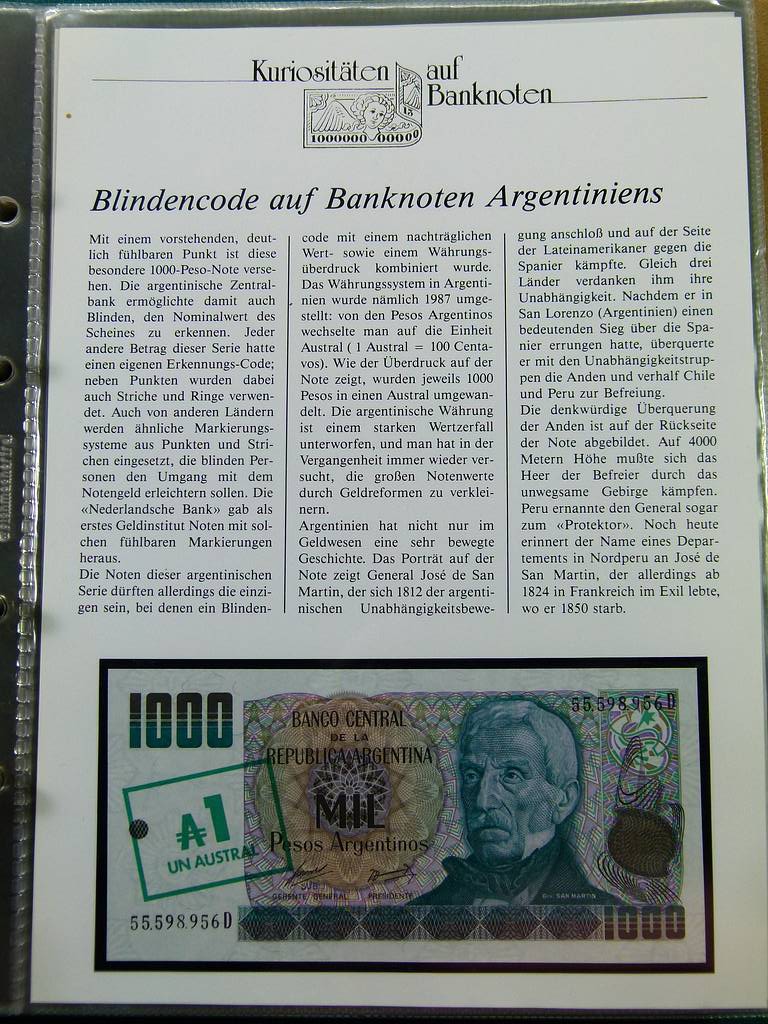 Kuriositäten auf
Banknoten
15
1000000 00000
Blindencode auf Banknoten Argentiniens
Mit einem vorstehenden, deut-
lich fühlbaren Punkt ist diese
besondere 1000-Peso-Note verse-
hen. Die argentinische Zentral-
bank ermöglichte damit auch
Blinden, den Nominalwert des
Scheines zu erkennen. Jeder
andere Betrag dieser Serie hatte
einen eigenen Erkennungs-Code;
neben Punkten wurden dabei
auch Striche und Ringe verwen-
det. Auch von anderen Ländern
werden ähnliche Markierungs-
systeme aus Punkten und Stri-
chen eingesetzt, die blinden Per-
sonen den Umgang mit dem
Notengeld erleichtern sollen. Die
«Nederlandsche Bank» gab als
erstes Geldinstitut Noten mit sol-
chen fühlbaren Markierungen
heraus.
Die Noten dieser argentinischen
Serie dürften allerdings die einzi-
gen sein, bei denen ein Blinden-
code mit einem nachträglichen
Wert- sowie einem Währungs-
überdruck kombiniert wurde.
Das Währungssystem in Argenti-
nien wurde nämlich 1987 umge-
stellt: von den Pesos Argentinos
wechselte man auf die Einheit
Austral ( 1 Austral = 100 Centa-
vos). Wie der Überdruck auf der
Note zeigt, wurden jeweils 1000
Pesos in einen Austral umgewan-
delt. Die argentinische Währung
ist einem starken Wertzerfall
unterworfen, und man hat in der
Vergangenheit immer wieder ver-
sucht, die großen Notenwerte
durch Geldreformen zu verklei-
nern.
Argentinien hat nicht nur im
Geldwesen eine sehr bewegte
Geschichte. Das Porträt auf der
Note zeigt General José de San
Martin, der sich 1812 der argenti-
nischen Unabhängigkeitsbewe-
gung anschloß und auf der Seite
der Lateinamerikaner gegen die
Spanier kämpfte. Gleich drei
Länder verdanken ihm ihre
Unabhängigkeit. Nachdem er in
San Lorenzo (Argentinien) einen
bedeutenden Sieg über die Spa-
nier errungen hatte, überquerte
er mit den Unabhängigkeitstrup-
pen die Anden und verhalf Chile
und Peru zur Befreiung.
Die denkwürdige Überquerung
der Anden ist auf der Rückseite
der Note abgebildet. Auf 4000
Metern Höhe mußte sich das
Heer der Befreier durch das
unwegsame Gebirge kämpfen.
Peru ernannte den General sogar
zum «Protektor». Noch heute
erinnert der Name eines Depar-
tements in Nordperu an José de
San Martin, der allerdings ab
1824 in Frankreich im Exil lebte,
wo er 1850 starb.
1000
55.598.956D
BANCO CENTRAL
DE LA
REPUBLICA ARGENTINA
MIL
Pesos Argentinos
₳1
UN AUSTRAL
SUB
GERENTE GENERAL PRESIDENTE
GRL. SAN MARTIN
55.598.956D
1000